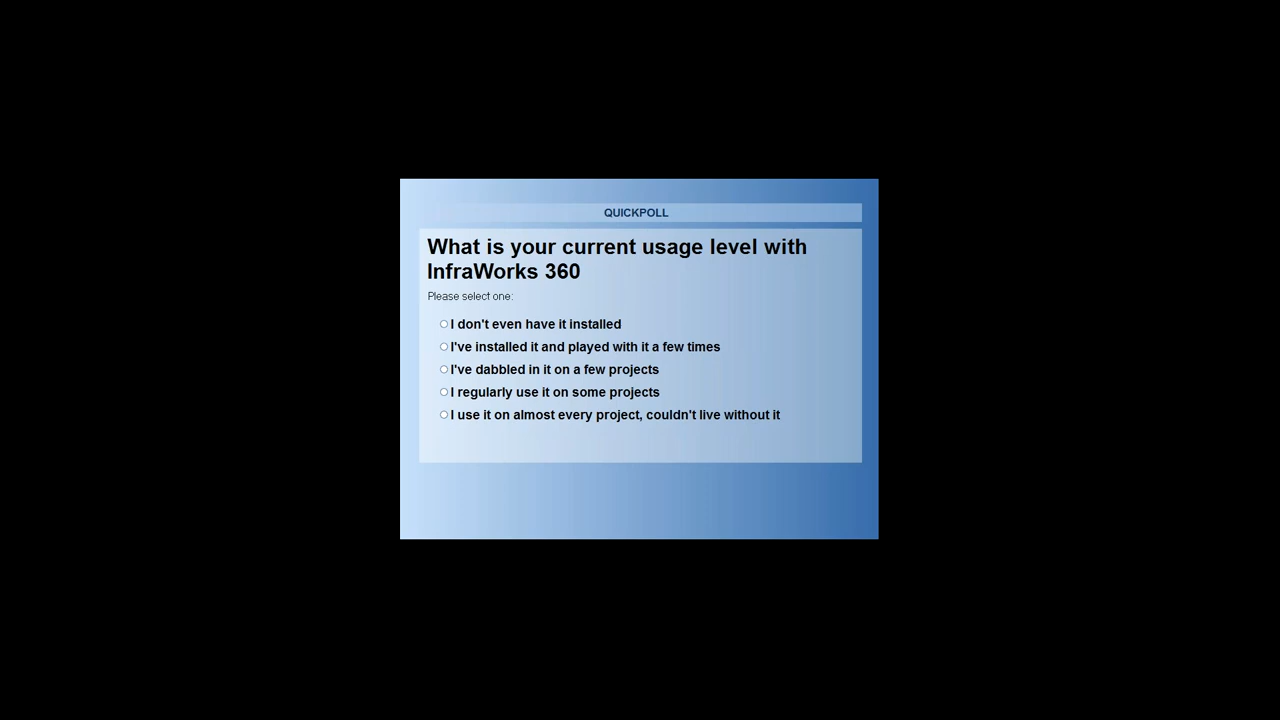 QUICKPOLL
What is your current usage level with
InfraWorks 360
Please select one:
I don't even have it installed
I've installed it and played with it a few times
I've dabbled in it on a few projects
I regularly use it on some projects
I use it on almost every project, couldn't live without it